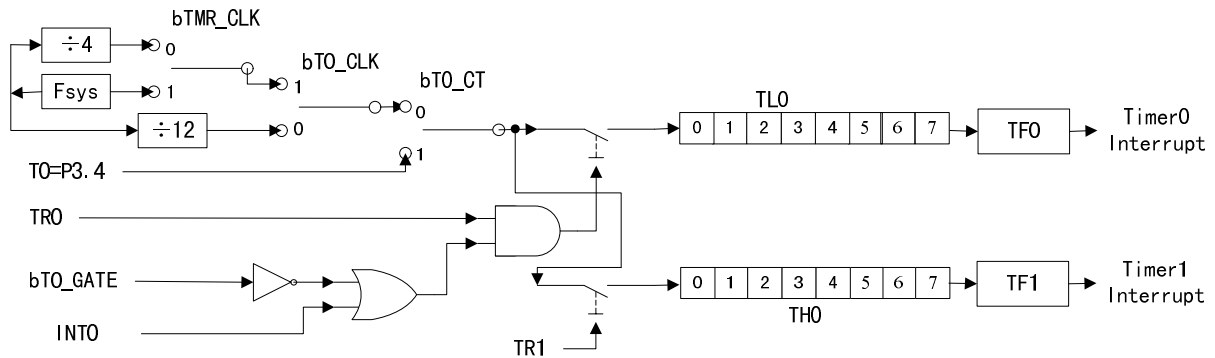 bTMR_CLK
÷4
0
bT0_CLK
1
bT0_CT
Fsys
1
0
TL0
÷12
0
0 1 2 3 4 5 6 7
TF0
Timer0
Interrupt
1
T0=P3.4
TR0
bT0_GATE
0 1 2 3 4 5 6 7
TF1
Timer1
Interrupt
TH0
INT0
TR1